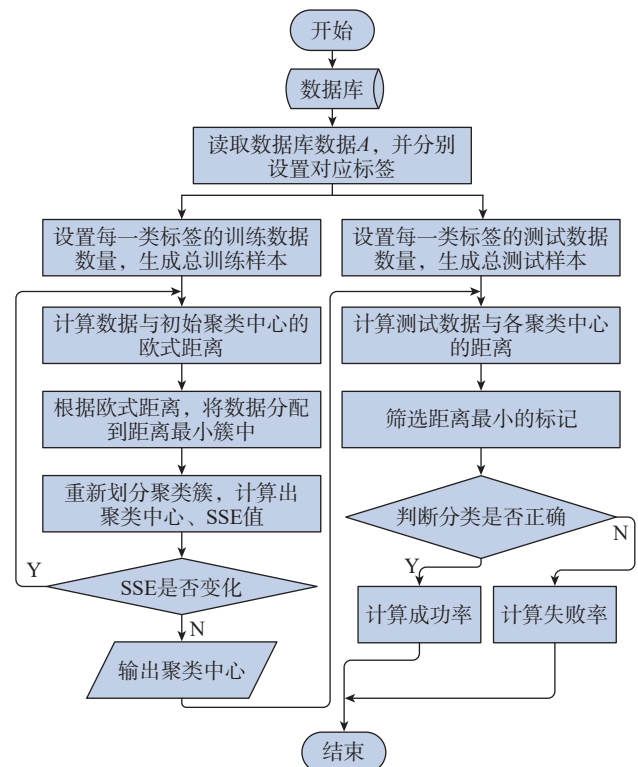 开始
数据库
读取数据库数据A，并分别
设置对应标签
设置每一类标签的训练数据
数量，生成总训练样本
计算数据与初始聚类中心的
欧式距离
根据欧式距离，将数据分配
到距离最小簇中
重新划分聚类簇，计算出
聚类中心、SSE值
Y
SSE是否变化
N
输出聚类中心
设置每一类标签的测试数据
数量，生成总测试样本
计算测试数据与各聚类中心
的距离
筛选距离最小的标记
判断分类是否正确
N
Y
计算成功率
计算失败率
结束